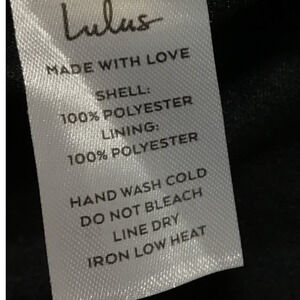 Lulus
MADE WITH LOVE
SHELL:
100% POLYESTER
LINING:
100% POLYESTER
HAND WASH COLD
DO NOT BLEACH
LINE DRY
IRON LOW HEAT